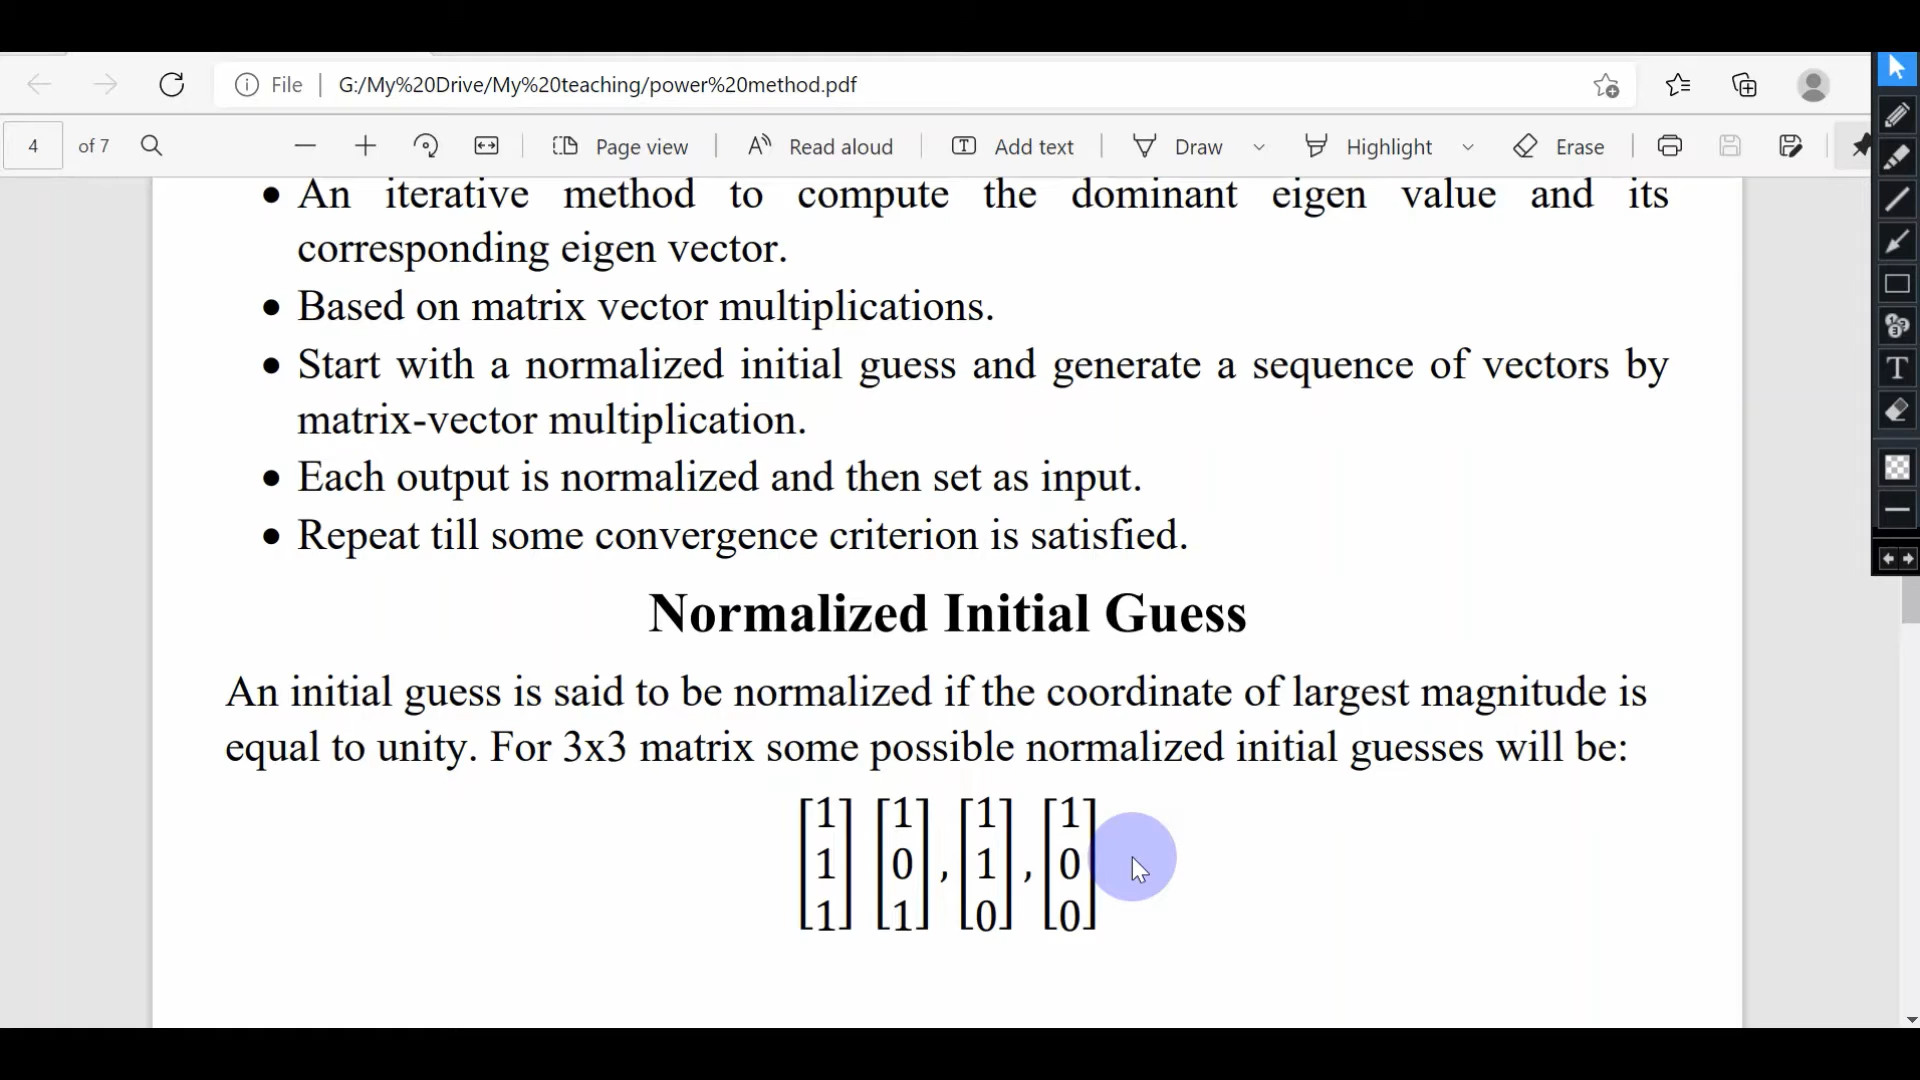 File | G:/My%20Drive/My%20teaching/power%20method.pdf
4 of 7 Page view Read aloud Add text Draw Highlight Erase
• An iterative method to compute the dominant eigen value and its
corresponding eigen vector.
• Based on matrix vector multiplications.
• Start with a normalized initial guess and generate a sequence of vectors by
matrix-vector multiplication.
• Each output is normalized and then set as input.
• Repeat till some convergence criterion is satisfied.
Normalized Initial Guess
An initial guess is said to be normalized if the coordinate of largest magnitude is
equal to unity. For 3x3 matrix some possible normalized initial guesses will be:
[1] [1] [1] [1]
[1] [0], [1], [0]
[1] [1] [0] [0]